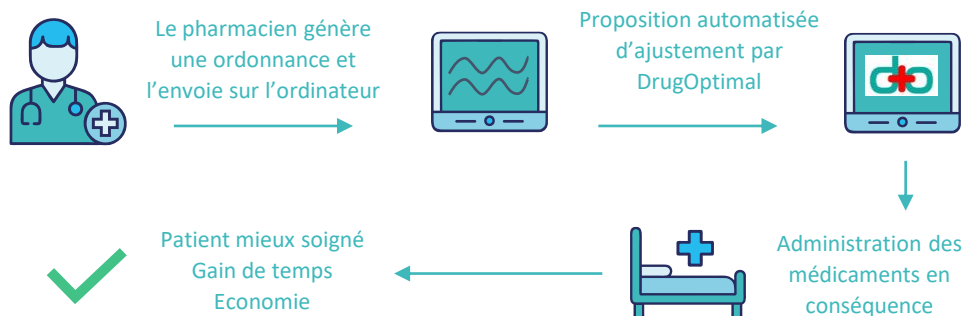 Le pharmacien génère
une ordonnance et
l’envoie sur l’ordinateur
Proposition automatisée
d’ajustement par
DrugOptimal
do
Administration des
médicaments en
conséquence
Patient mieux soigné
Gain de temps
Economie